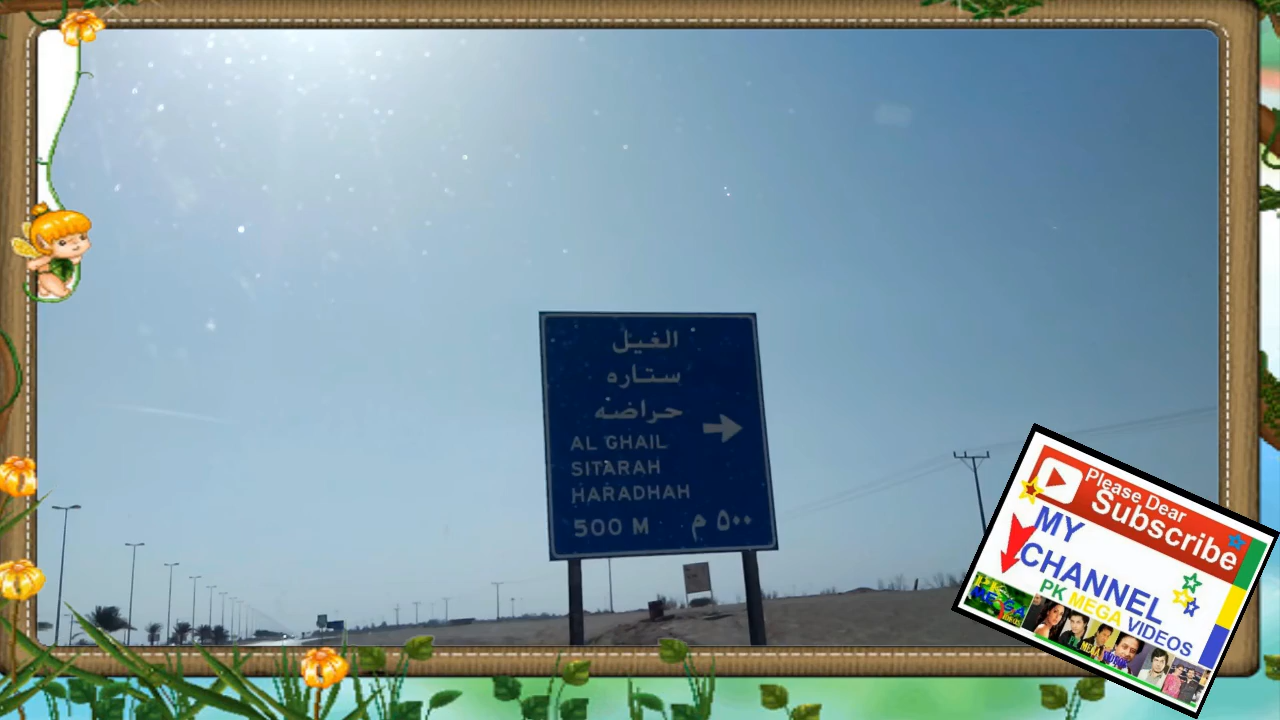 الغيل
ستاره
حراضه
AL GHAIL
SITARAH
HARADHAH
500 M ٥٠٠ م
Please Dear
Subscribe
MY
CHANNEL
PK MEGA
VIDEOS